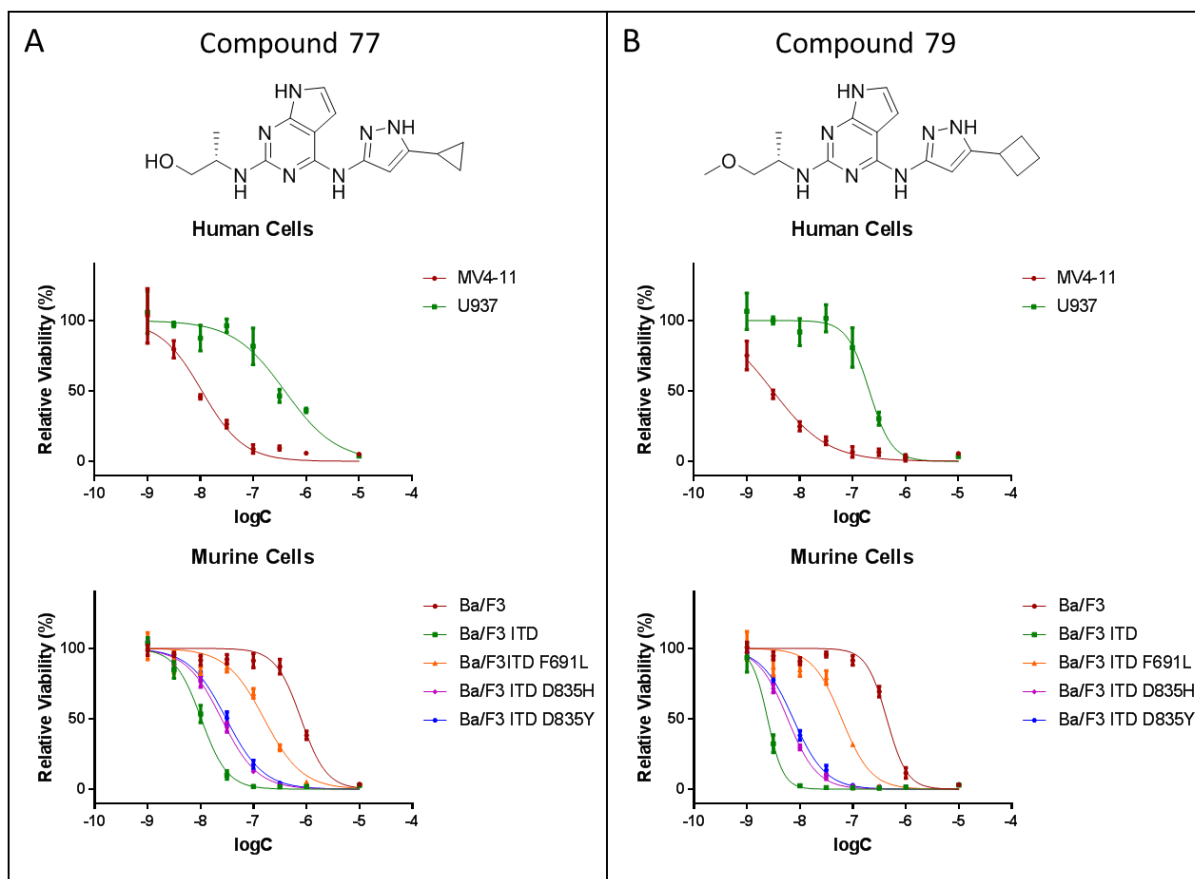 A
Compound 77
HN
N
NH
N
HO
N
H
N
N
H
Human Cells
Relative Viability (%)
100
50
0
-10
-9
-8
-7
-6
-5
-4
logC
MV4-11
U937
Murine Cells
Relative Viability (%)
100
50
0
-10
-9
-8
-7
-6
-5
-4
logC
Ba/F3
Ba/F3 ITD
Ba/F3 ITD F691L
Ba/F3 ITD D835H
Ba/F3 ITD D835Y
B
Compound 79
HN
N
NH
N
O
N
H
N
N
H
Human Cells
Relative Viability (%)
100
50
0
-10
-9
-8
-7
-6
-5
-4
logC
MV4-11
U937
Murine Cells
Relative Viability (%)
100
50
0
-10
-9
-8
-7
-6
-5
-4
logC
Ba/F3
Ba/F3 ITD
Ba/F3 ITD F691L
Ba/F3 ITD D835H
Ba/F3 ITD D835Y